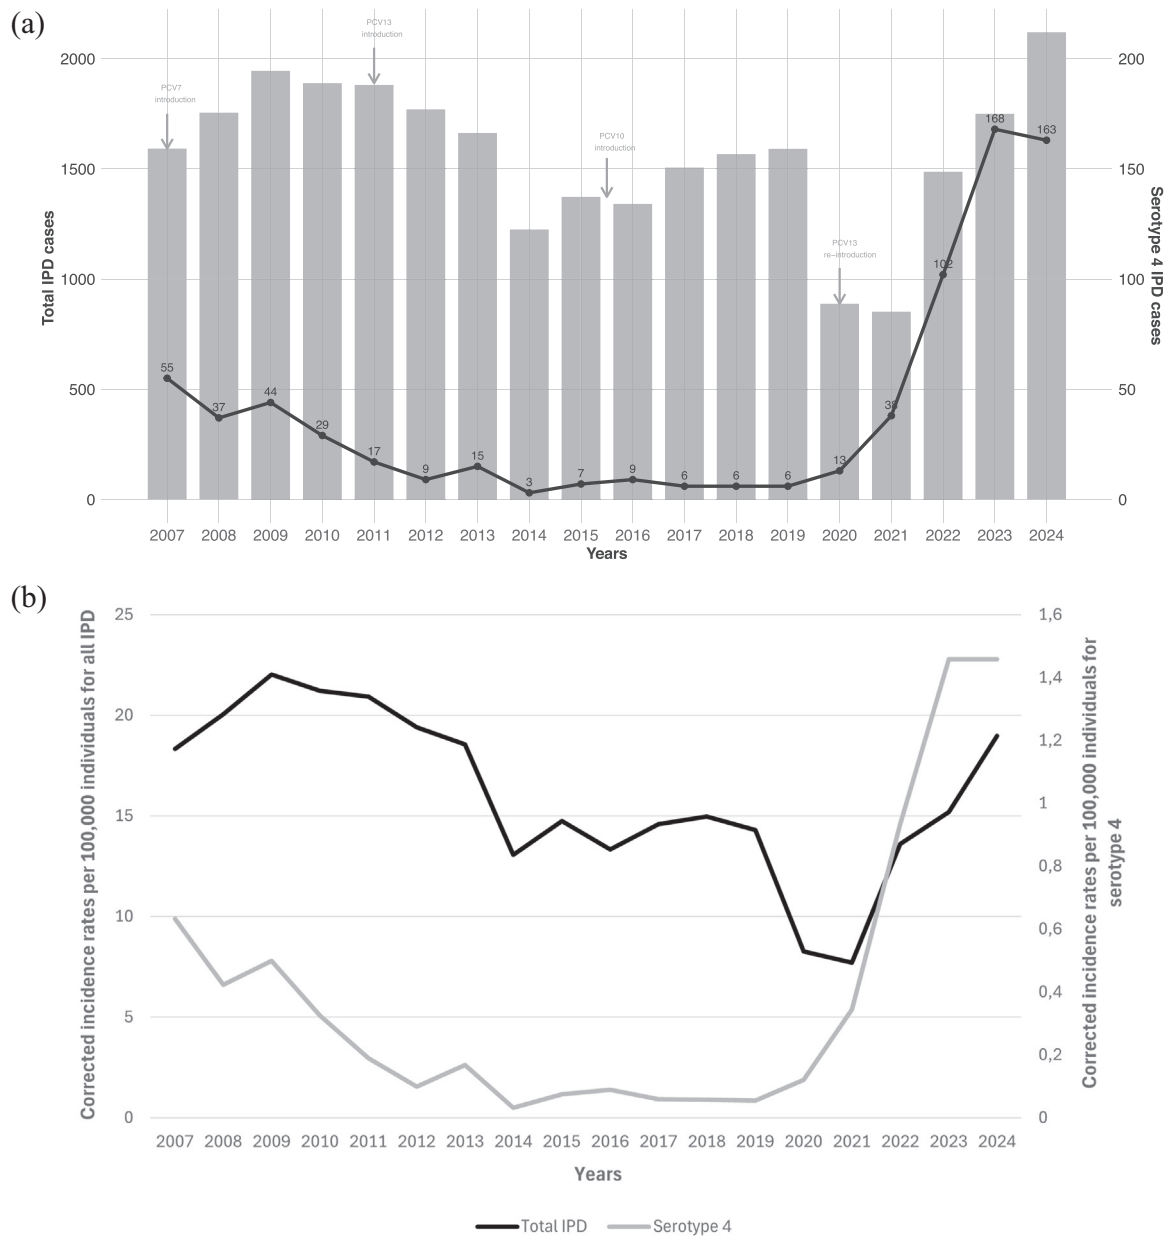 (a)
PCV13
introduction
2000
200
PCV7
introduction
168
163
PCV10
introduction
1500
150
Total IPD cases
Serotype 4 IPD cases
PCV13
re-introduction
1000
102
100
500
55
37
44
29
17
9
15
3
7
9
6
6
6
13
38
50
0
0
2007 2008 2009 2010 2011 2012 2013 2014 2015 2016 2017 2018 2019 2020 2021 2022 2023 2024
Years
(b)
Corrected incidence rates per 100,000 individuals for all IPD
25
20
15
10
5
0
1,6
1,4
1,2
1
0,8
0,6
0,4
0,2
0
Corrected incidence rates per 100,000 individuals for
serotype 4
2007 2008 2009 2010 2011 2012 2013 2014 2015 2016 2017 2018 2019 2020 2021 2022 2023 2024
Years
Total IPD Serotype 4